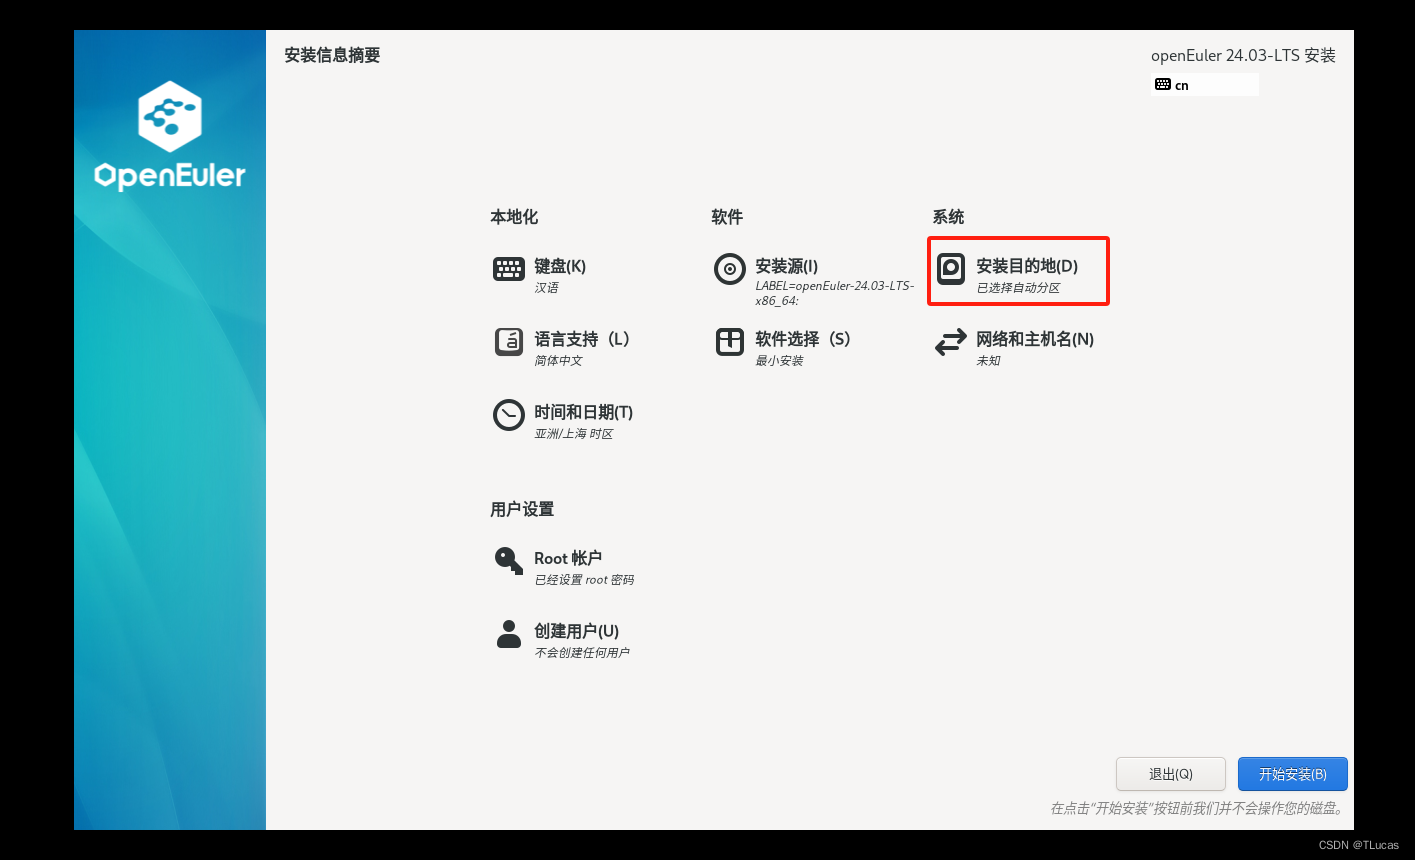 OpenEuler
安装信息摘要
openEuler 24.03-LTS 安装
cn
本地化
键盘(K)
汉语
语言支持（L）
简体中文
时间和日期(T)
亚洲/上海 时区
软件
安装源(I)
LABEL=openEuler-24.03-LTS-
x86_64:
软件选择（S）
最小安装
系统
安装目的地(D)
已选择自动分区
网络和主机名(N)
未知
用户设置
Root 帐户
已经设置 root 密码
创建用户(U)
不会创建任何用户
退出(Q)
开始安装(B)
在点击“开始安装”按钮前我们并不会操作您的磁盘。
CSDN @TLucas